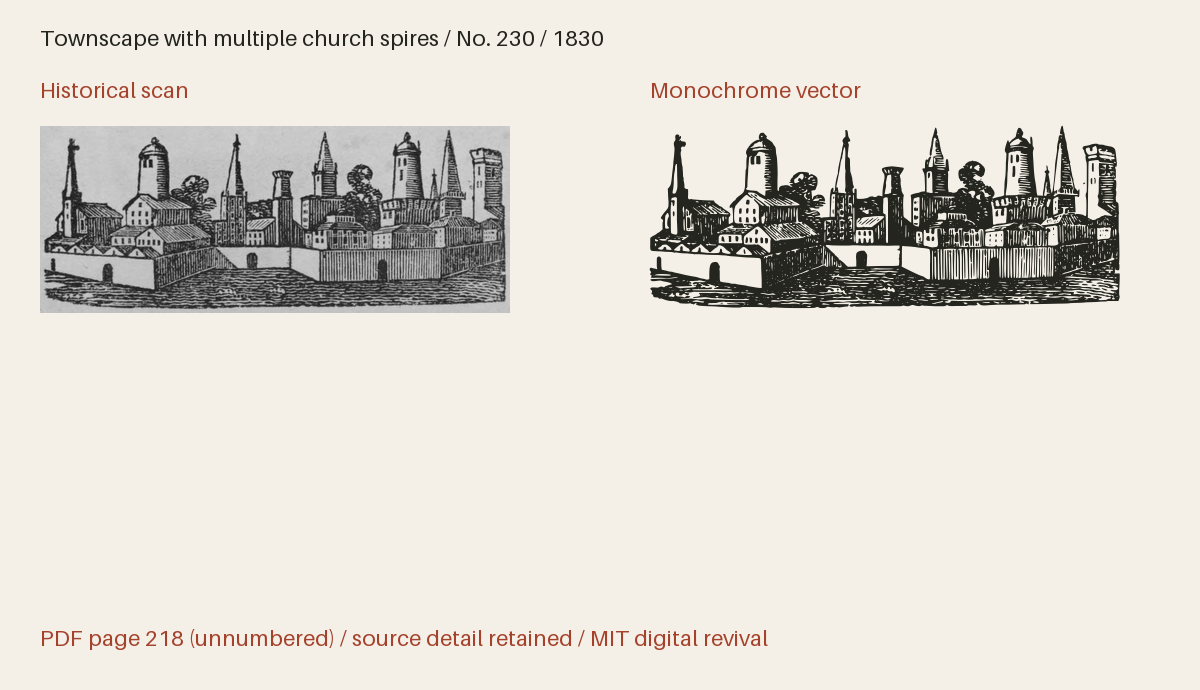 Townscape with multiple church spires / No. 230 / 1830
Historical scan
Monochrome vector
PDF page 218 (unnumbered) / source detail retained / MIT digital revival